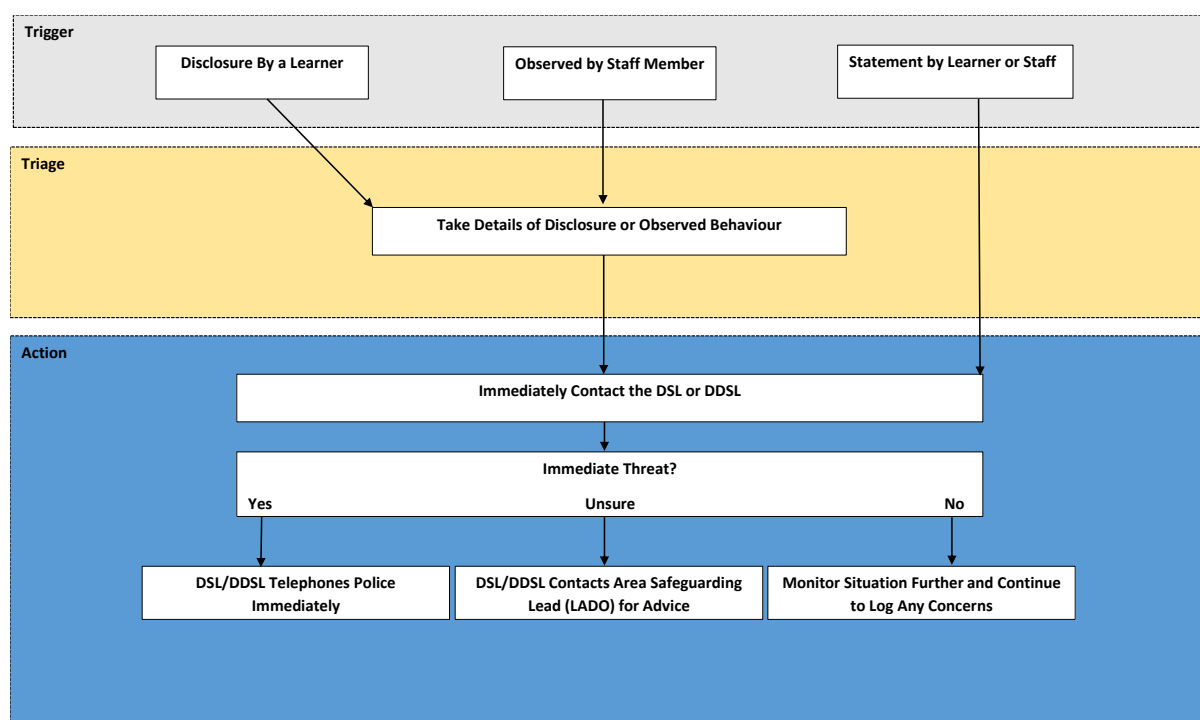 Trigger
Disclosure By a Learner
Observed by Staff Member
Statement by Learner or Staff
Triage
Take Details of Disclosure or Observed Behaviour
Action
Immediately Contact the DSL or DDSL
Immediate Threat?
Yes
Unsure
No
DSL/DDSL Telephones Police
Immediately
DSL/DDSL Contacts Area Safeguarding
Lead (LADO) for Advice
Monitor Situation Further and Continue
to Log Any Concerns